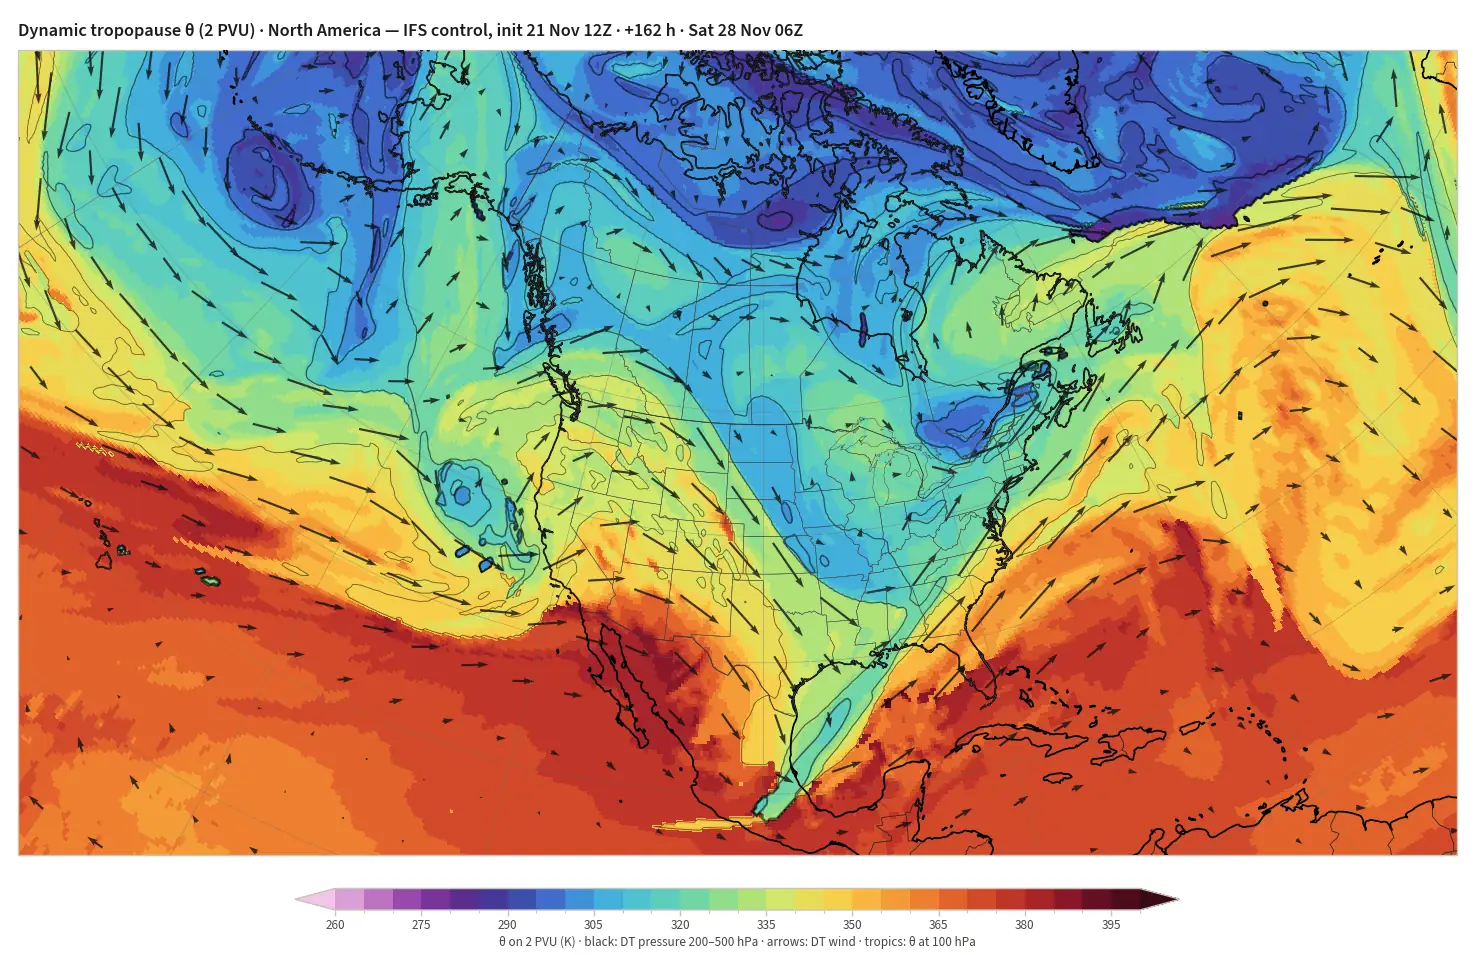 Dynamic tropopause θ (2 PVU) · North America — IFS control, init 21 Nov 12Z · +162 h · Sat 28 Nov 06Z
260 275 290 305 320 335 350 365 380 395
θ on 2 PVU (K) · black: DT pressure 200–500 hPa · arrows: DT wind · tropics: θ at 100 hPa